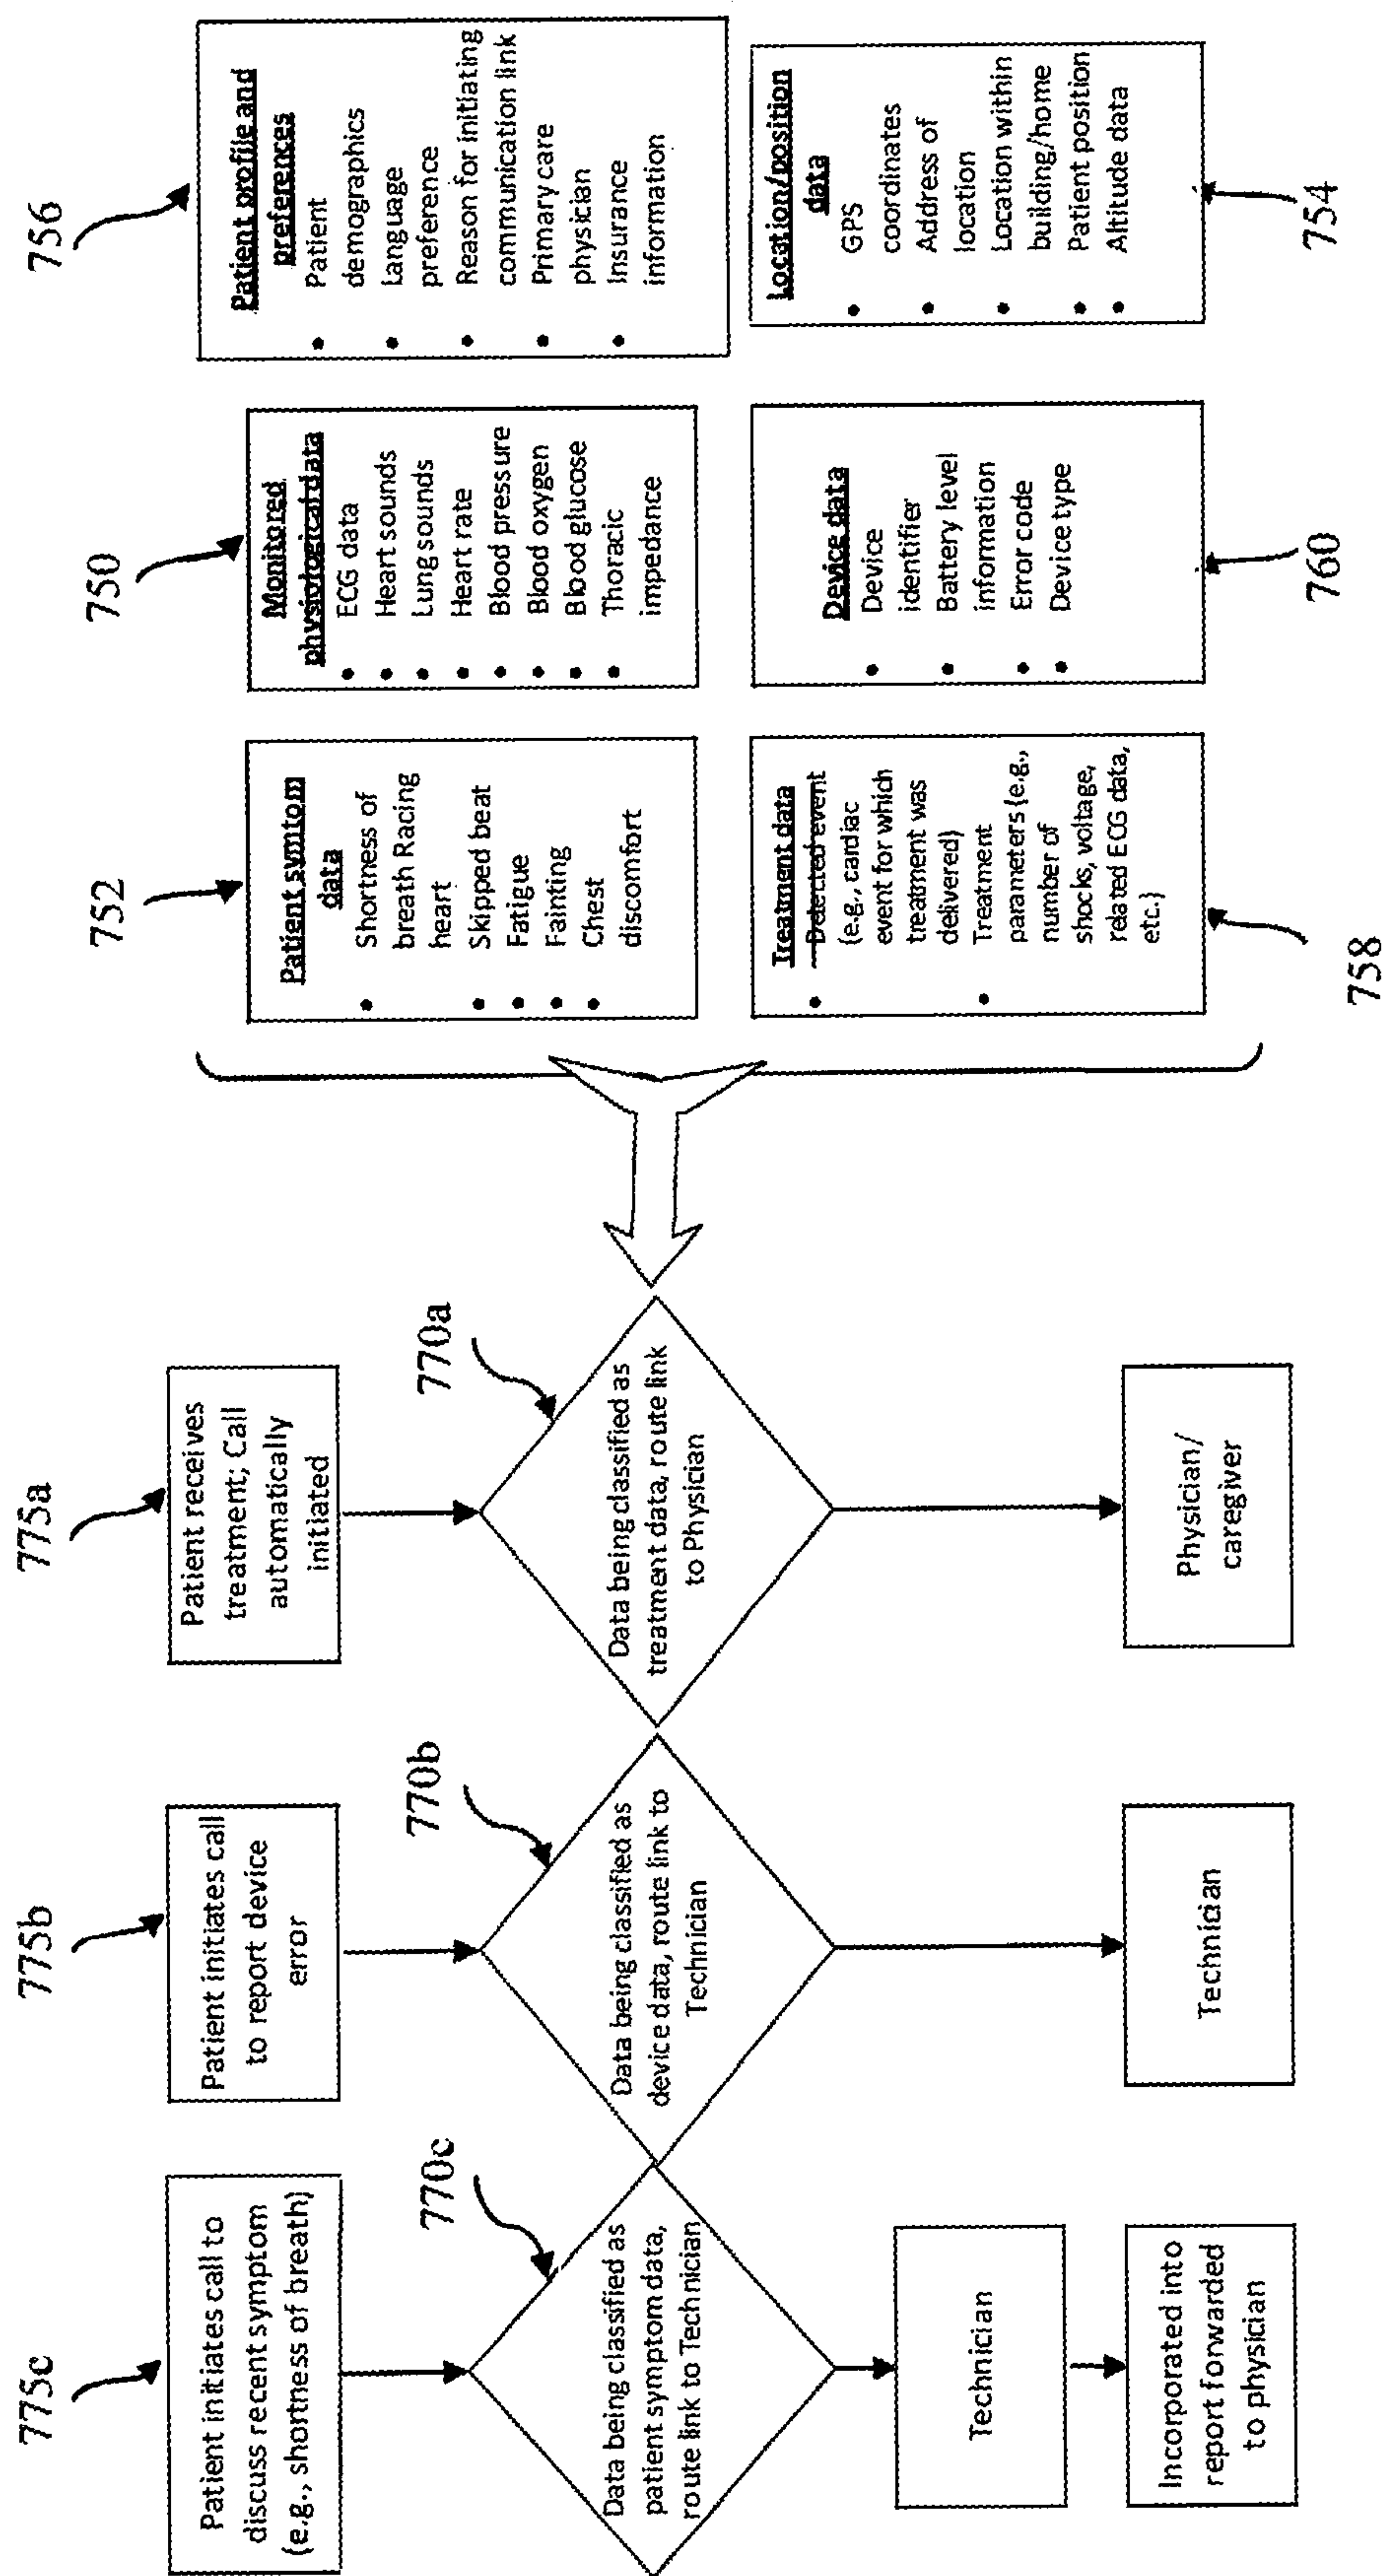 775c
Patient initiates call to
discuss recent symptom
(e.g., shortness of breath)
770c
Data being classified as
patient symptom data,
route link to Technician
Technician
Incorporated into
report forwarded
to physician
775b
Patient initiates call
to report device
error
770b
Data being classified as
device data, route link to
Technician
Technician
775a
Patient receives
treatment; Call
automatically
initiated
770a
Data being classified as
treatment data, route link
to Physician
Physician/
caregiver
752
Patient symtom
data
• Shortness of
breath Racing
heart
• Skipped beat
• Fatigue
• Fainting
• Chest
discomfort
750
Monitored
physiological data
• ECG data
• Heart sounds
• Lung sounds
• Heart rate
• Blood pressure
• Blood oxygen
• Blood glucose
• Thoracic
impedance
756
Patient profile and
preferences
• Patient
demographics
• Language
preference
• Reason for initiating
communication link
• Primary care
physician
• Insurance
information
Treatment data
• Detected event
(e.g., cardiac
event for which
treatment was
delivered)
• Treatment
parameters (e.g.,
number of
shocks, voltage,
related ECG data,
etc.)
758
Device data
• Device
identifier
• Battery level
information
• Error code
• Device type
760
Location/position
data
• GPS
coordinates
• Address of
location
• Location within
building/home
• Patient position
• Altitude data
754